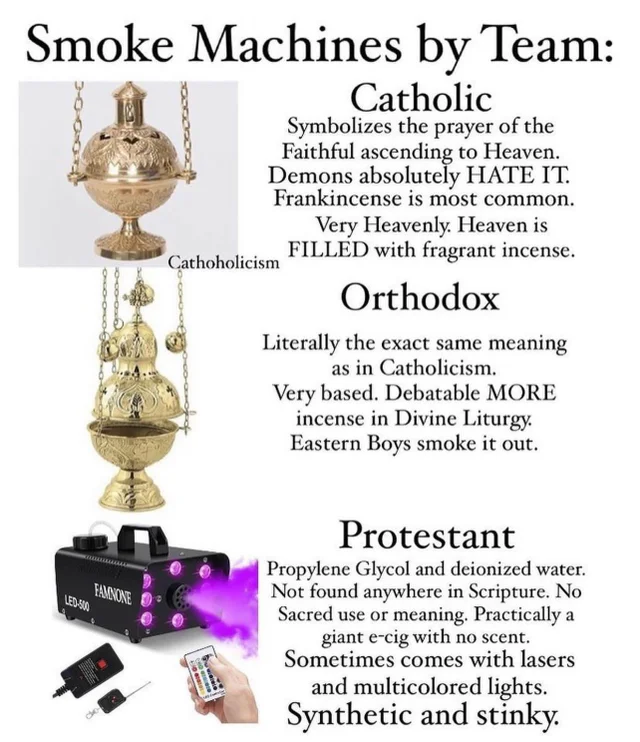 Smoke Machines by Team:
Catholic
Symbolizes the prayer of the
Faithful ascending to Heaven.
Demons absolutely HATE IT.
Frankincense is most common.
Very Heavenly. Heaven is
FILLED with fragrant incense.
Cathoholicism
Orthodox
Literally the exact same meaning
as in Catholicism.
Very based. Debatable MORE
incense in Divine Liturgy.
Eastern Boys smoke it out.
Protestant
Propylene Glycol and deionized water.
Not found anywhere in Scripture. No
Sacred use or meaning. Practically a
giant e-cig with no scent.
Sometimes comes with lasers
and multicolored lights.
Synthetic and stinky.
FAMNONE
LED-500